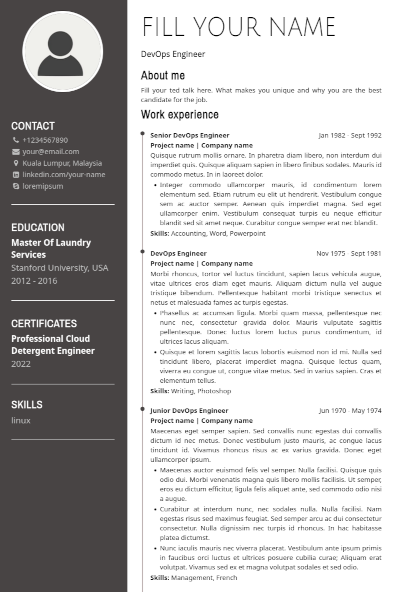 FILL YOUR NAME
DevOps Engineer
About me
Fill your ted talk here. What makes you unique and why you are the best
candidate for the job.
Work experience
Senior DevOps Engineer Jan 1982 - Sept 1992
Project name | Company name
Quisque rutrum mollis ornare. In pharetra diam libero, non interdum dui
imperdiet quis. Quisque aliquam sapien in libero finibus sodales. Mauris id
commodo metus. In in laoreet dolor.
• Integer commodo ullamcorper mauris, id condimentum lorem
elementum sed. Etiam rutrum eu elit ut hendrerit. Vestibulum congue
sem ac auctor semper. Aenean quis imperdiet magna. Sed
ullamcorper enim. Vestibulum consequat turpis eu neque efficitur
blandit sed sit amet neque. Curabitur congue semper erat nec blandit.
Skills: Accounting, Word, Powerpoint
DevOps Engineer Nov 1975 - Sept 1981
Project name | Company name
Morbi rhoncus, tortor vel luctus tincidunt, sapien lacus vehicula augue,
vitae ultrices eros diam eget mauris. Aliquam dictum nulla vel augue
tristique bibendum. Pellentesque habitant morbi tristique senectus et
netus et malesuada fames ac turpis egestas.
• Phasellus ac accumsan ligula. Morbi quam massa, pellentesque nec
nunc nec, consectetur gravida dolor. Mauris vulputate sagittis
pellentesque. Donec lorem luctus purus condimentum, id
ultrices lacus aliquam.
• Quisque et lorem sagittis lacus lobortis euismod non id mi. Nulla sed
tincidunt libero, placerat imperdiet magna. Quisque lectus quam,
viverra eu congue ut, congue vitae metus. Sed in varius sapien. Cras et
elementum tellus.
Skills: Writing, Photoshop
Junior DevOps Engineer Jun 1970 - May 1974
Project name | Company name
Maecenas eget semper sapien. Sed convallis nunc egestas dui convallis
dictum id nec metus. Donec vestibulum justo mauris, ac congue lacus
tincidunt id. Vivamus rhoncus risus ac ex varius gravida. Donec eget
ullamcorper ipsum.
• Maecenas auctor euismod felis vel semper. Nulla facilisi. Quisque quis
odio dui. Morbi venenatis magna quis libero mollis facilisis. Ut semper,
eros eu dictum efficitur, ligula felis aliquet ante, sed commodo odio nisi
a augue.
• Curabitur at interdum nunc, nec sodales nulla. Nulla facilisi. Nam
egestas risus sed maximus feugiat. Sed semper arcu ac dui consectetur
consectetur. Nulla dignissim nec turpis id rhoncus. In hac habitasse
platea dictumst.
• Nunc iaculis mauris nec viverra placerat. Vestibulum ante ipsum primis
in faucibus orci luctus et ultrices posuere cubilia curae; Aliquam erat
volutpat. Vivamus et magna eu magna volutpat sodales et sed odio.
Skills: Management, French
CONTACT
+1234567890
your@email.com
Kuala Lumpur, Malaysia
linkedin.com/your-name
loremipsum
EDUCATION
Master Of Laundry
Services
Stanford University, USA
2012 - 2016
CERTIFICATES
Professional Cloud
Detergent Engineer
2022
SKILLS
linux